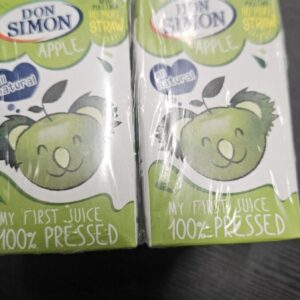 DON
SIMON
APPLE
STRAW
all
natural
MY FIRST JUICE
100% PRESSED
DON
SIMON
STRAW
APPLE
all
natural
MY FIRST JUICE
100% PRESSED